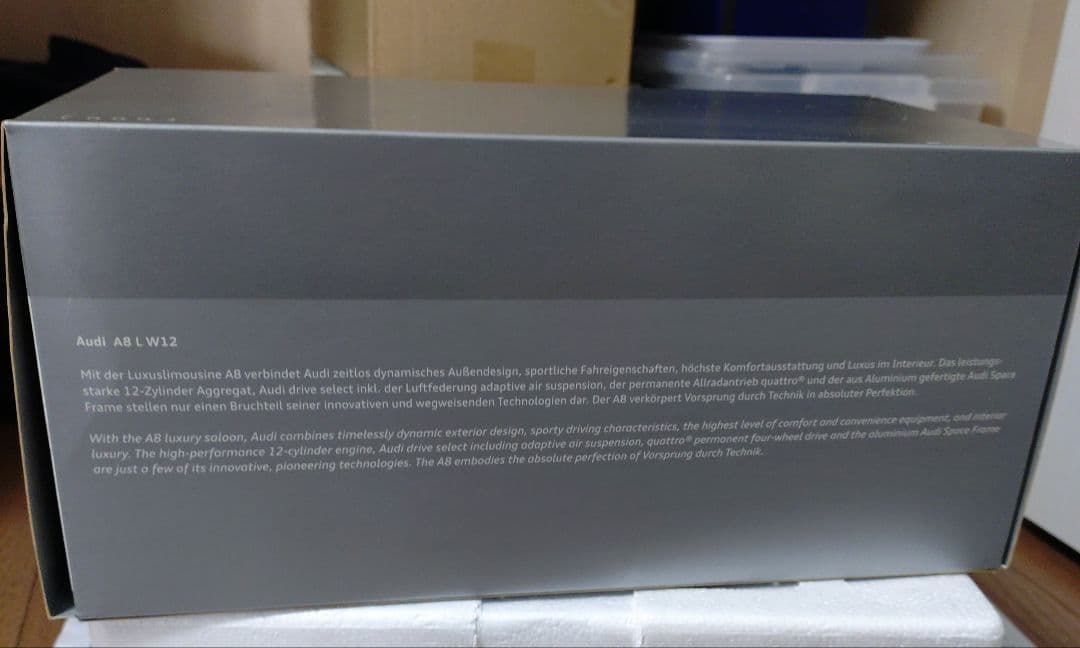 Audi A8 L W12
Mit der Luxuslimousine A8 verbindet Audi zeitlos dynamisches Außendesign, sportliche Fahreigenschaften, höchste Komfortausstattung und Luxus im Interieur. Das leistungs-
starke 12-Zylinder Aggregat, Audi drive select inkl. der Luftfederung adaptive air suspension, der permanente Allradantrieb quattro® und der aus Aluminium gefertigte Audi Space
Frame stellen nur einen Bruchteil seiner innovativen und wegweisenden Technologien dar. Der A8 verkörpert Vorsprung durch Technik in absoluter Perfektion.
With the A8 luxury saloon, Audi combines timelessly dynamic exterior design, sporty driving characteristics, the highest level of comfort and convenience equipment, and interior
luxury. The high-performance 12-cylinder engine, Audi drive select including adaptive air suspension, quattro® permanent four-wheel drive and the aluminium Audi Space Frame
are just a few of its innovative, pioneering technologies. The A8 embodies the absolute perfection of Vorsprung durch Technik.